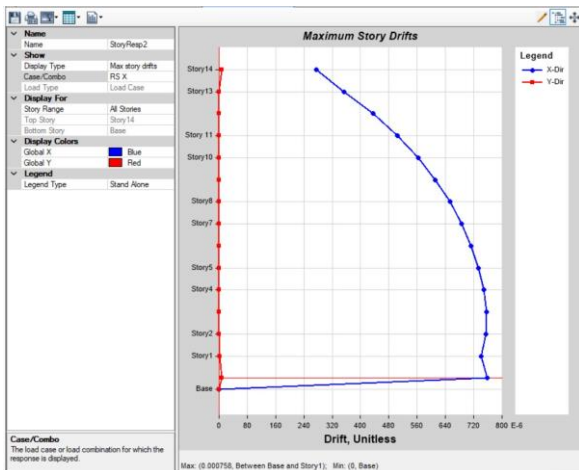 Name
Name StoryResp2
Show
Display Type Max story drifts
Case/Combo RS X
Load Type Load Case
Display For
Story Range All Stories
Top Story Story14
Bottom Story Base
Display Colors
Global X Blue
Global Y Red
Legend
Legend Type Stand Alone
Case/Combo
The load case or load combination for which the
response is displayed.
Maximum Story Drifts
Story14
Story13
Story 11
Story10
Story8
Story7
Story5
Story4
Story2
Story1
Base
0 80 160 240 320 400 480 560 640 720 800 E-6
Drift, Unitless
Legend
X-Dir
Y-Dir
Max: (0.000758, Between Base and Story1); Min: (0, Base)